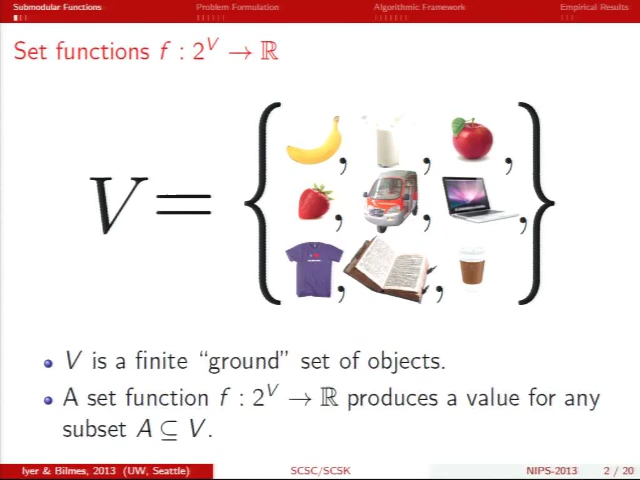 Submodular Functions Problem Formulation Algorithmic Framework Empirical Results
Set functions f : 2^V → ℝ
V = { , , , , , , , , }
V is a finite “ground” set of objects.
A set function f : 2^V → ℝ produces a value for any
subset A ⊆ V.
Iyer & Bilmes, 2013 (UW, Seattle) SCSC/SCSK NIPS-2013 2 / 20